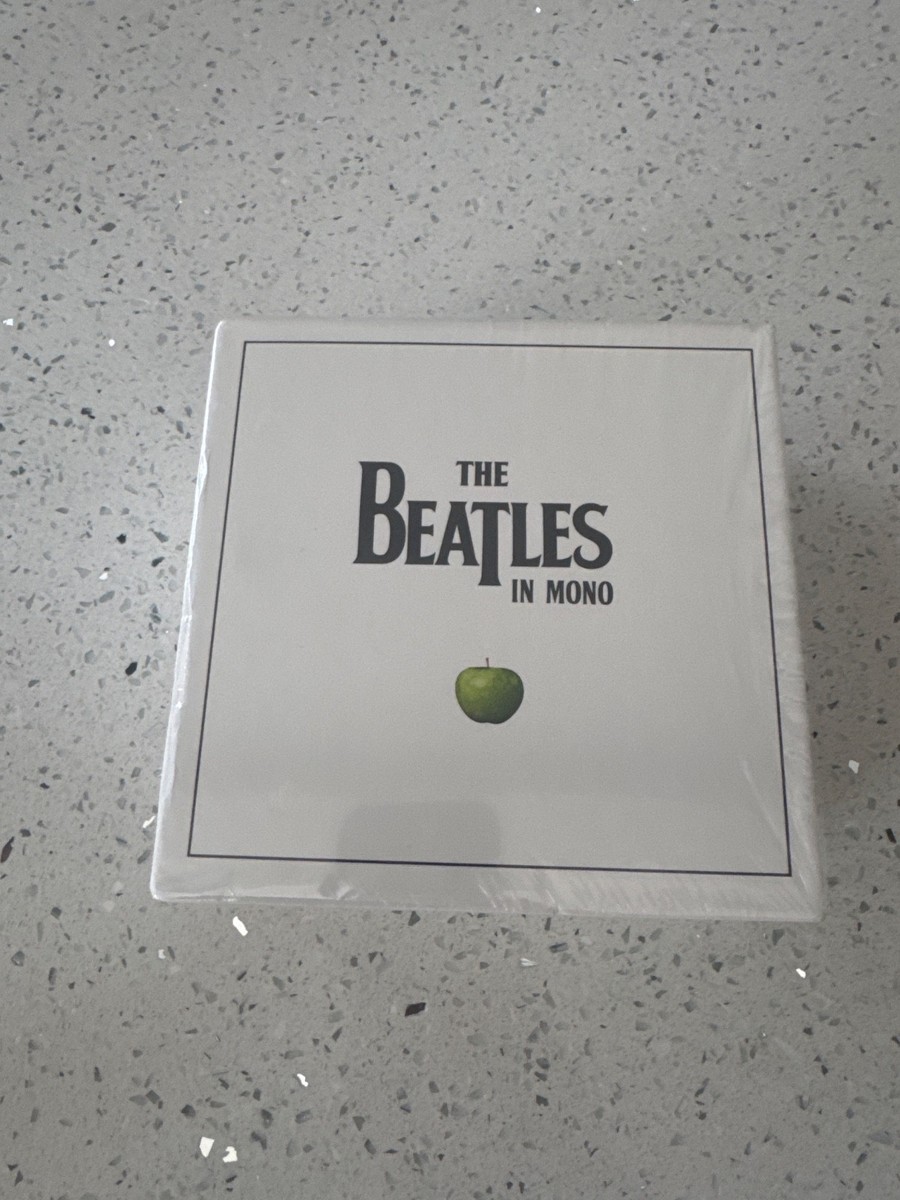 THE
BEATLES
IN MONO